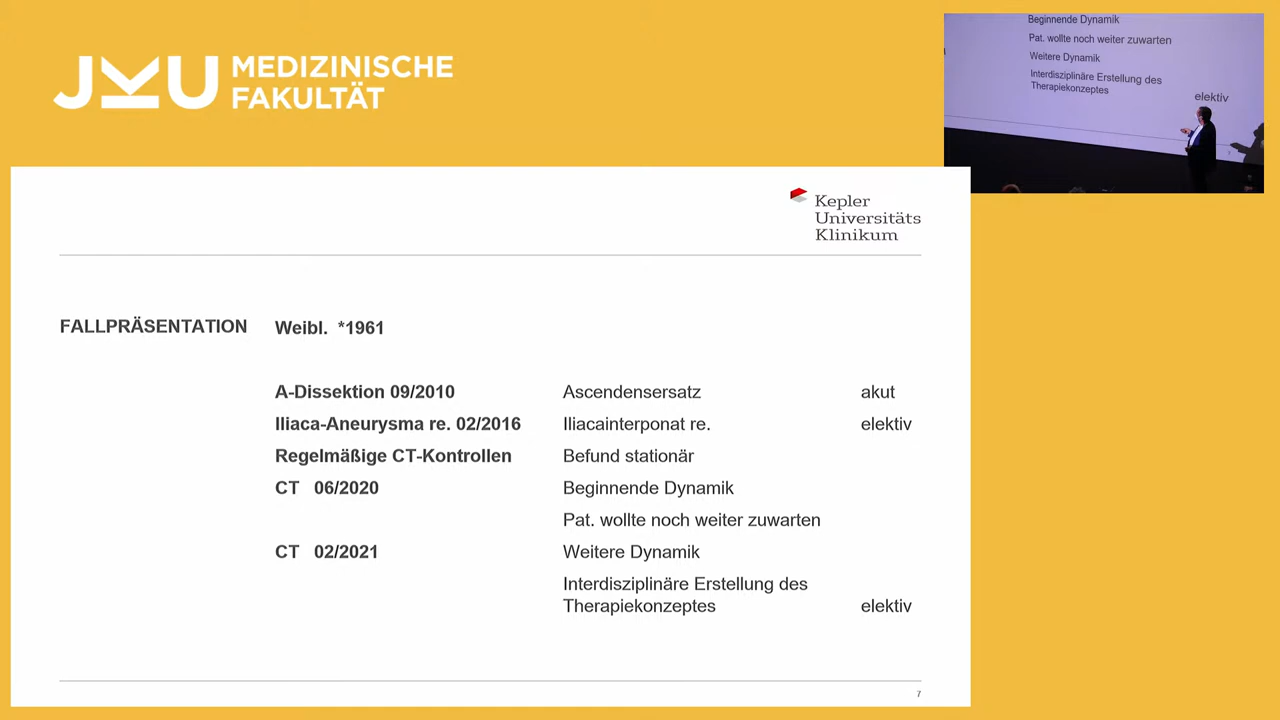 JKU MEDIZINISCHE
FAKULTÄT
Beginnende Dynamik
Pat. wollte noch weiter zuwarten
Weitere Dynamik
Interdisziplinäre Erstellung des
Therapiekonzeptes
elektiv
Kepler
Universitäts
Klinikum
FALLPRÄSENTATION Weibl. *1961
A-Dissektion 09/2010 Ascendensersatz akut
Iliaca-Aneurysma re. 02/2016 Iliacainterponat re. elektiv
Regelmäßige CT-Kontrollen Befund stationär
CT 06/2020 Beginnende Dynamik
Pat. wollte noch weiter zuwarten
CT 02/2021 Weitere Dynamik
Interdisziplinäre Erstellung des
Therapiekonzeptes elektiv
7